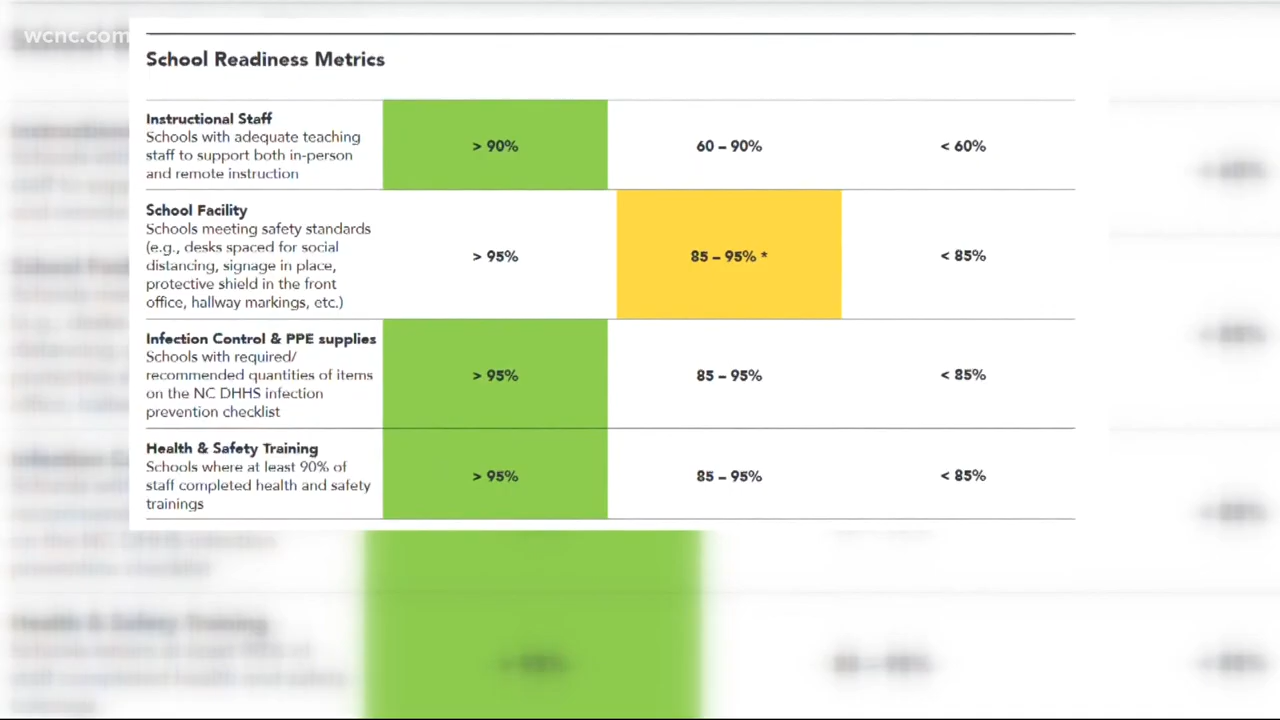 wcnc.com
School Readiness Metrics
Instructional Staff
Schools with adequate teaching
staff to support both in-person
and remote instruction
> 90%
60 – 90%
< 60%
School Facility
Schools meeting safety standards
(e.g., desks spaced for social
distancing, signage in place,
protective shield in the front
office, hallway markings, etc.)
> 95%
85 – 95% *
< 85%
Infection Control & PPE supplies
Schools with required/
recommended quantities of items
on the NC DHHS infection
prevention checklist
> 95%
85 – 95%
< 85%
Health & Safety Training
Schools where at least 90% of
staff completed health and safety
trainings
> 95%
85 – 95%
< 85%